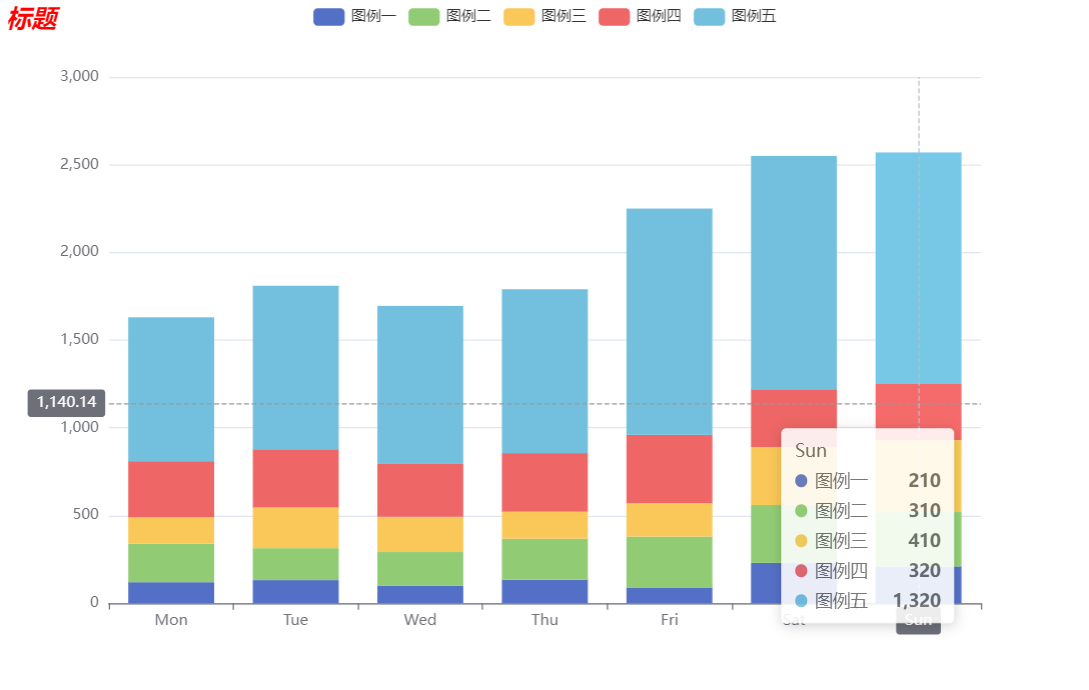 标题
图例一 图例二 图例三 图例四 图例五
3,000
2,500
2,000
1,500
1,140.14
1,000
500
0
Sun
图例一 210
图例二 310
图例三 410
图例四 320
图例五 1,320
Mon Tue Wed Thu Fri Sat Sun